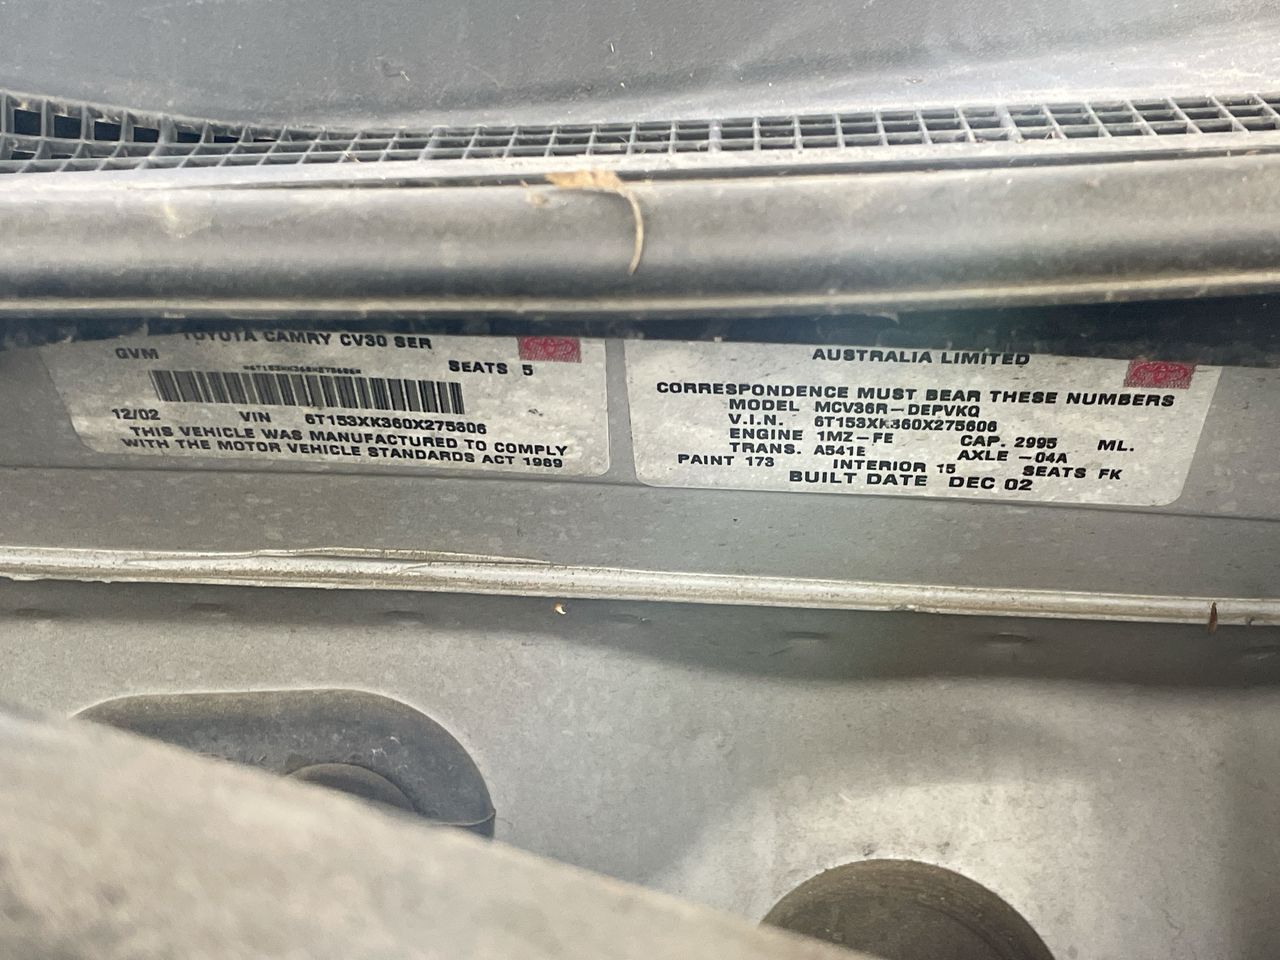 TOYOTA CAMRY CV30 SER
GVM
SEATS 5
*6T153XK360X275606*
12/02 VIN 6T153XK360X275606
THIS VEHICLE WAS MANUFACTURED TO COMPLY
WITH THE MOTOR VEHICLE STANDARDS ACT 1989
AUSTRALIA LIMITED
CORRESPONDENCE MUST BEAR THESE NUMBERS
MODEL MCV36R-DEPVKQ
V.I.N. 6T153XK360X275606
ENGINE 1MZ-FE CAP. 2995 ML.
TRANS. A541E AXLE -04A
PAINT 173 INTERIOR 15 SEATS FK
BUILT DATE DEC 02